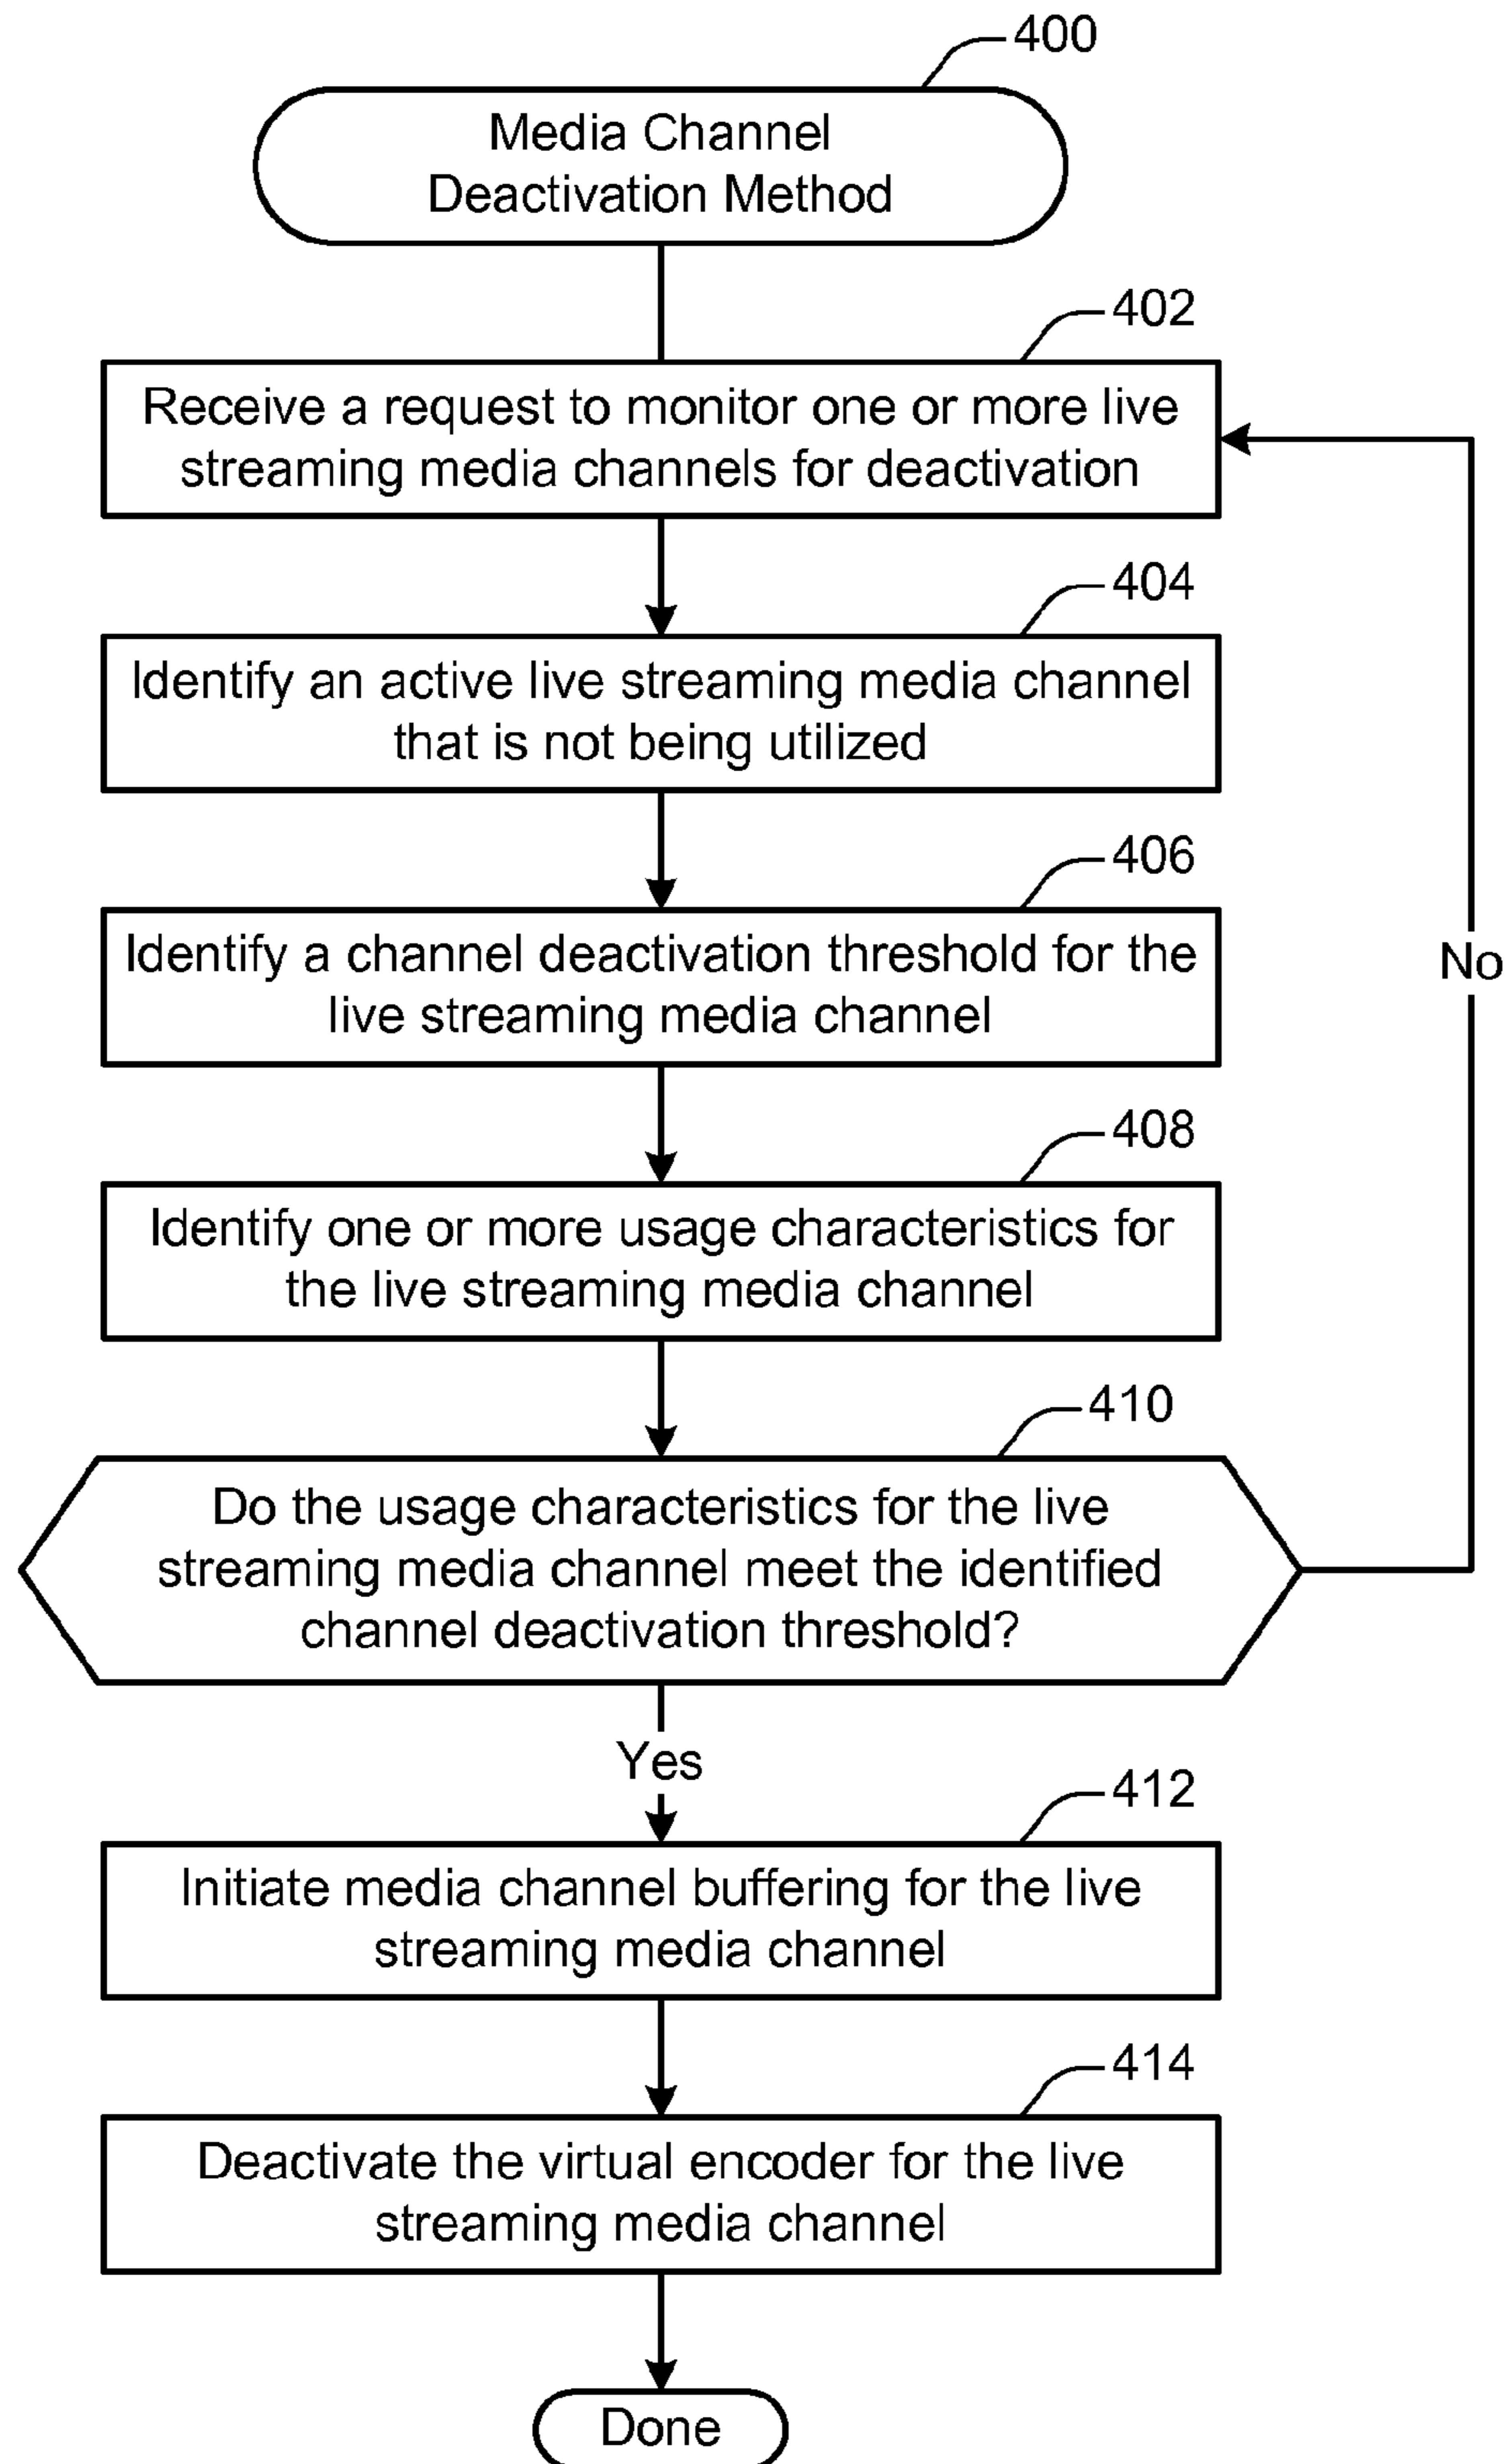 400
Media Channel
Deactivation Method
402
Receive a request to monitor one or more live
streaming media channels for deactivation
404
Identify an active live streaming media channel
that is not being utilized
406
Identify a channel deactivation threshold for the
live streaming media channel
No
408
Identify one or more usage characteristics for
the live streaming media channel
410
Do the usage characteristics for the live
streaming media channel meet the identified
channel deactivation threshold?
Yes
412
Initiate media channel buffering for the live
streaming media channel
414
Deactivate the virtual encoder for the live
streaming media channel
Done